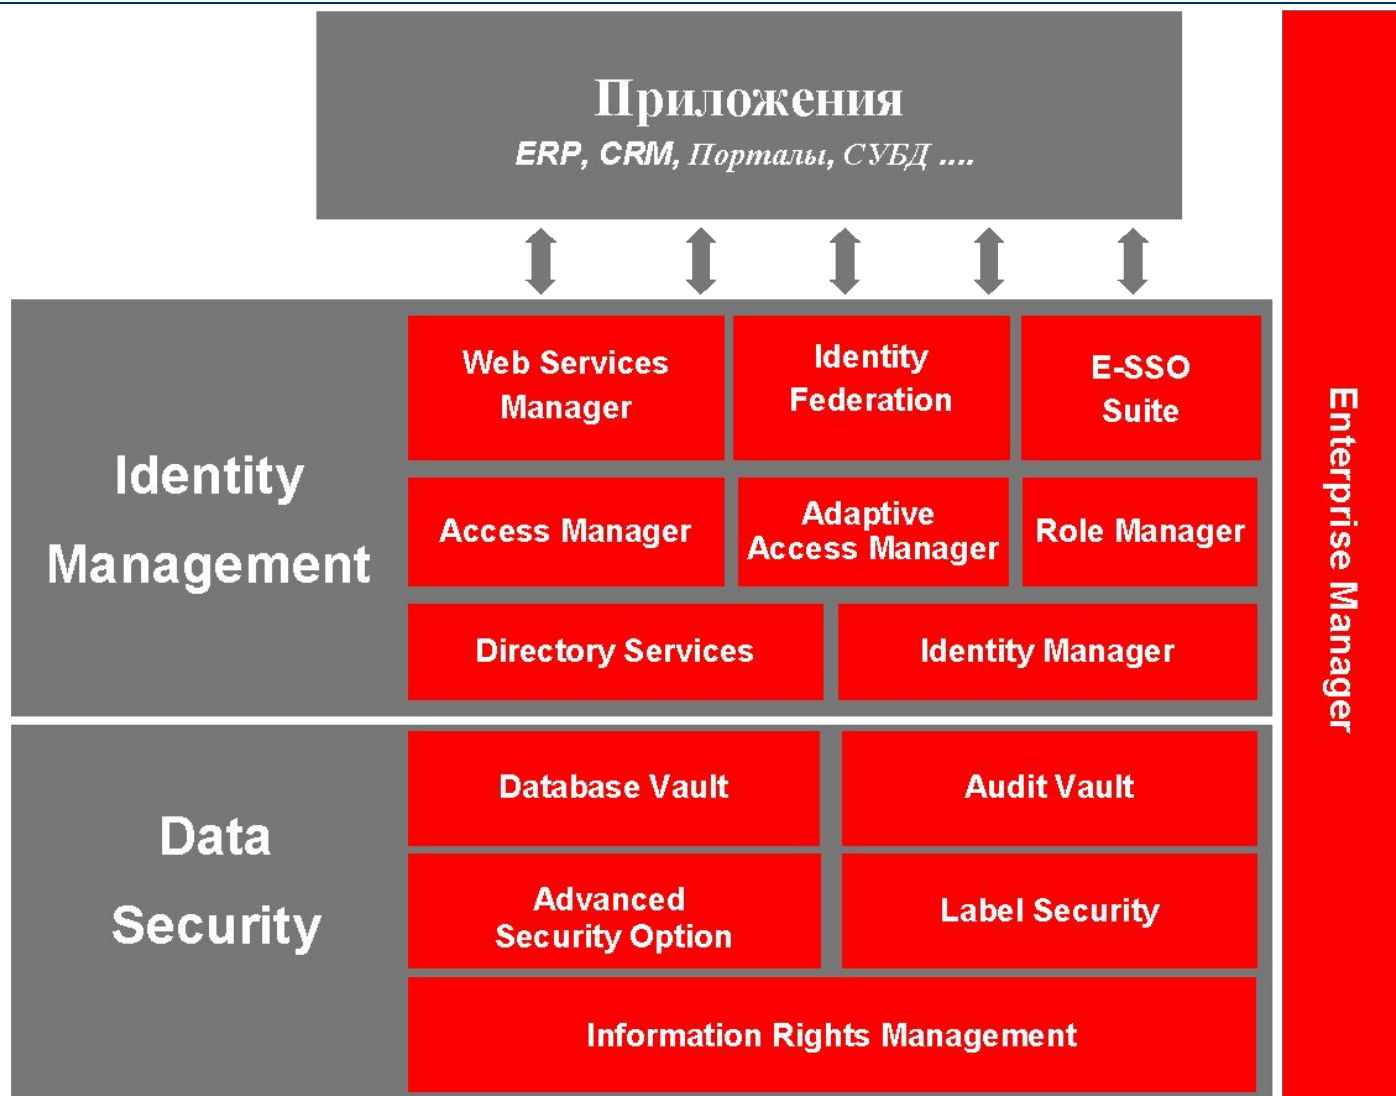 Приложения
ERP, CRM, Порталы, СУБД ....
Identity
Management
Web Services
Manager
Identity
Federation
E-SSO
Suite
Access Manager
Adaptive
Access Manager
Role Manager
Directory Services
Identity Manager
Data
Security
Database Vault
Audit Vault
Advanced
Security Option
Label Security
Information Rights Management
Enterprise Manager